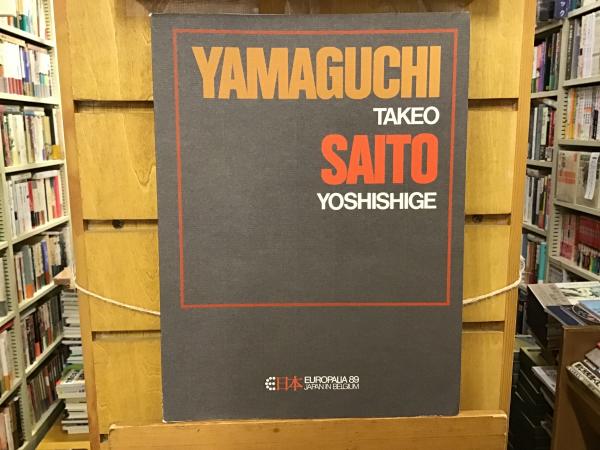 YAMAGUCHI
TAKEO
SAITO
YOSHISHIGE
日本 EUROPALIA 89
JAPAN IN BELGIUM